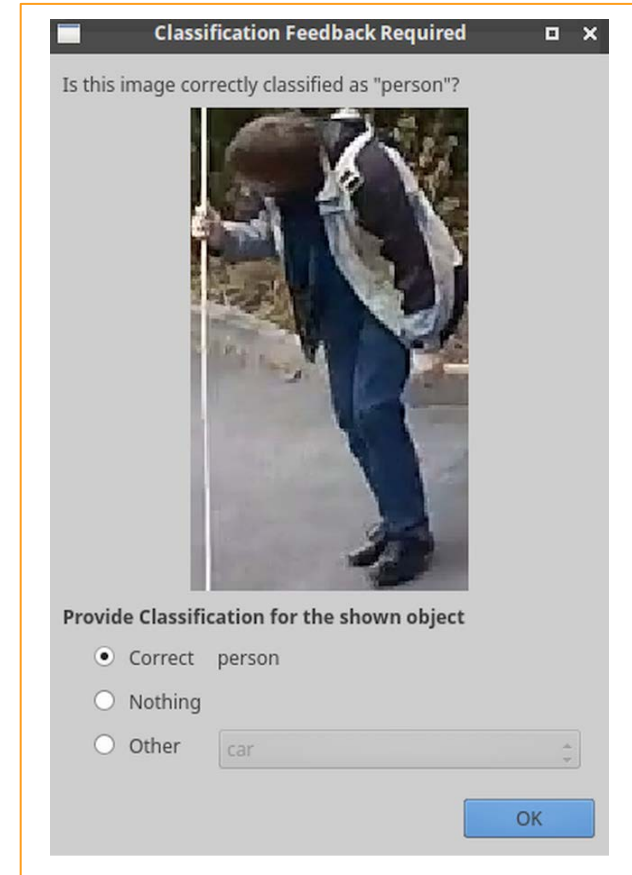 Classification Feedback Required
Is this image correctly classified as "person"?
Provide Classification for the shown object
Correct person
Nothing
Other car
OK